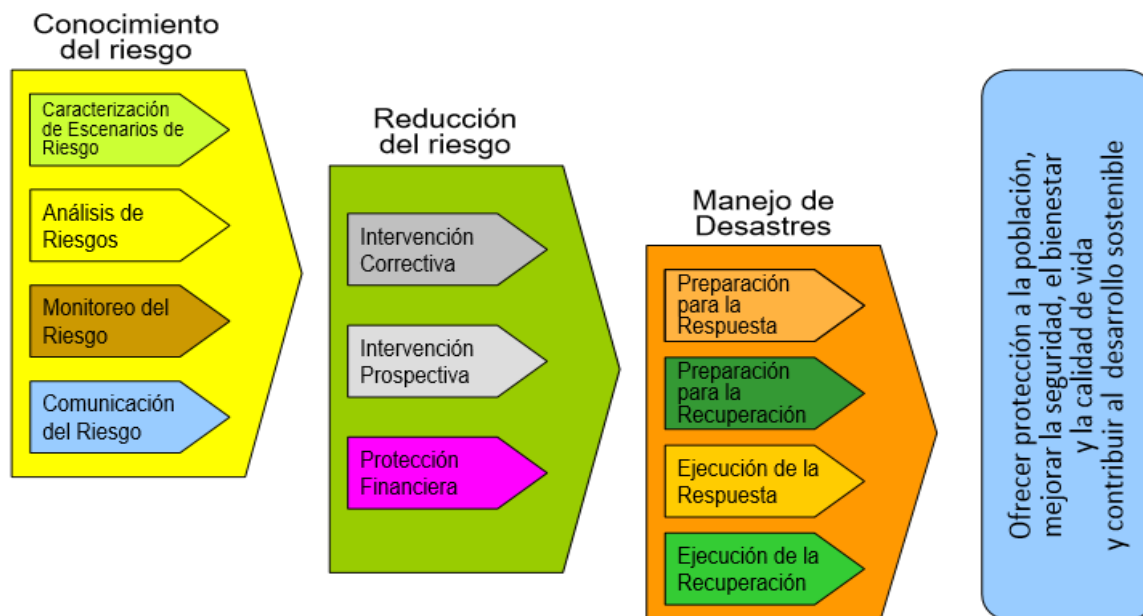 Conocimiento
del riesgo
Caracterización
de Escenarios de
Riesgo
Análisis de
Riesgos
Monitoreo del
Riesgo
Comunicación
del Riesgo
Reducción
del riesgo
Intervención
Correctiva
Intervención
Prospectiva
Protección
Financiera
Manejo de
Desastres
Preparación
para la
Respuesta
Preparación
para la
Recuperación
Ejecución de la
Respuesta
Ejecución de la
Recuperación
Ofrecer protección a la población,
mejorar la seguridad, el bienestar
y la calidad de vida
y contribuir al desarrollo sostenible